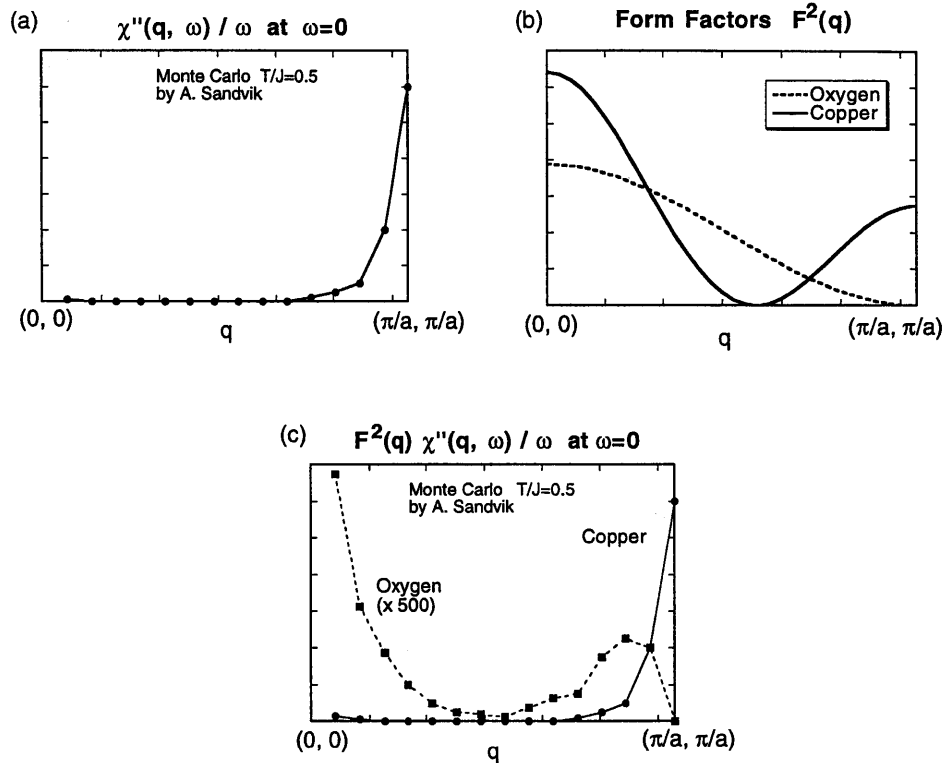 (a)
χ"(q, ω) / ω at ω=0
Monte Carlo T/J=0.5
by A. Sandvik
(0, 0)
q
(π/a, π/a)
(b)
Form Factors F²(q)
Oxygen
Copper
(0, 0)
q
(π/a, π/a)
(c)
F²(q) χ"(q, ω) / ω at ω=0
Monte Carlo T/J=0.5
by A. Sandvik
Copper
Oxygen
(x 500)
(0, 0)
q
(π/a, π/a)